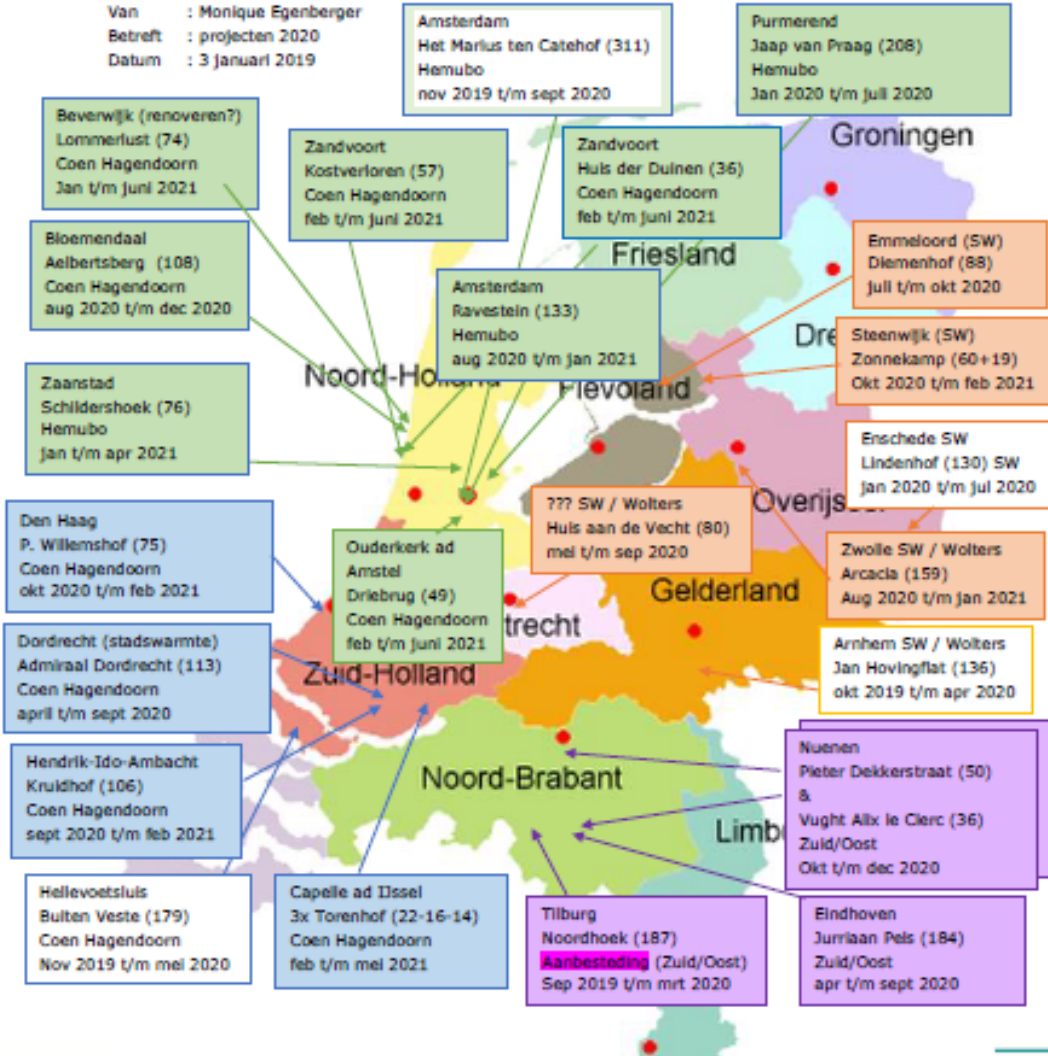 Van : Monique Egenberger
Betreft : projecten 2020
Datum : 3 januari 2019
Amsterdam
Het Marius ten Catehof (311)
Hemubo
nov 2019 t/m sept 2020
Purmerend
Jaap van Praag (208)
Hemubo
Jan 2020 t/m juli 2020
Beverwijk (renoveren?)
Lommerlust (74)
Coen Hagendoorn
Jan t/m juni 2021
Zandvoort
Kostverloren (57)
Coen Hagendoorn
feb t/m juni 2021
Zandvoort
Huis der Duinen (36)
Coen Hagendoorn
feb t/m juni 2021
Groningen
Bloemendaal
Aelbertsberg (108)
Coen Hagendoorn
aug 2020 t/m dec 2020
Friesland
Emmeloord (SW)
Diemenhof (88)
juli t/m okt 2020
Amsterdam
Ravestein (133)
Hemubo
aug 2020 t/m jan 2021
Dre
Steenwijk (SW)
Zonnekamp (60+19)
Okt 2020 t/m feb 2021
Noord-Holland
Flevoland
Zaanstad
Schildershoek (76)
Hemubo
jan t/m apr 2021
Enschede SW
Lindenhof (130) SW
jan 2020 t/m jul 2020
Overijssel
Den Haag
P. Willemshof (75)
Coen Hagendoorn
okt 2020 t/m feb 2021
??? SW / Wolters
Huis aan de Vecht (80)
mei t/m sep 2020
Ouderkerk ad
Amstel
Driebrug (49)
Coen Hagendoorn
feb t/m juni 2021
Zwolle SW / Wolters
Arcacia (159)
Aug 2020 t/m jan 2021
Gelderland
trecht
Dordrecht (stadswarmte)
Admiraal Dordrecht (113)
Coen Hagendoorn
april t/m sept 2020
Zuid-Holland
Arnhem SW / Wolters
Jan Hovingflat (136)
okt 2019 t/m apr 2020
Hendrik-Ido-Ambacht
Kruidhof (106)
Coen Hagendoorn
sept 2020 t/m feb 2021
Noord-Brabant
Nuenen
Pieter Dekkerstraat (50)
&
Vught Alix le Clerc (36)
Zuid/Oost
Okt t/m dec 2020
Limb
Hellevoetsluis
Buiten Veste (179)
Coen Hagendoorn
Nov 2019 t/m mei 2020
Capelle ad IJssel
3x Torenhof (22-16-14)
Coen Hagendoorn
feb t/m mei 2021
Tilburg
Noordhoek (187)
Aanbesteding (Zuid/Oost)
Sep 2019 t/m mrt 2020
Eindhoven
Jurriaan Pels (184)
Zuid/Oost
apr t/m sept 2020